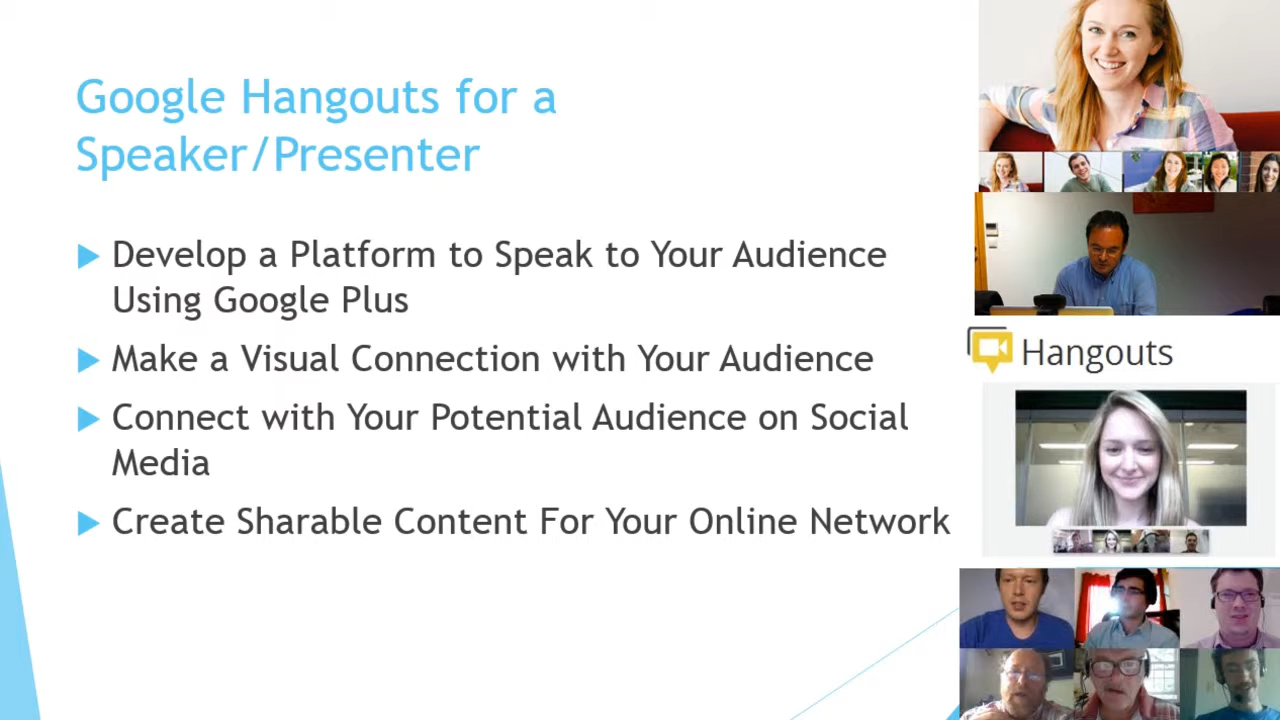 Google Hangouts for a
Speaker/Presenter
Develop a Platform to Speak to Your Audience
Using Google Plus
Make a Visual Connection with Your Audience
Connect with Your Potential Audience on Social
Media
Create Sharable Content For Your Online Network
Hangouts